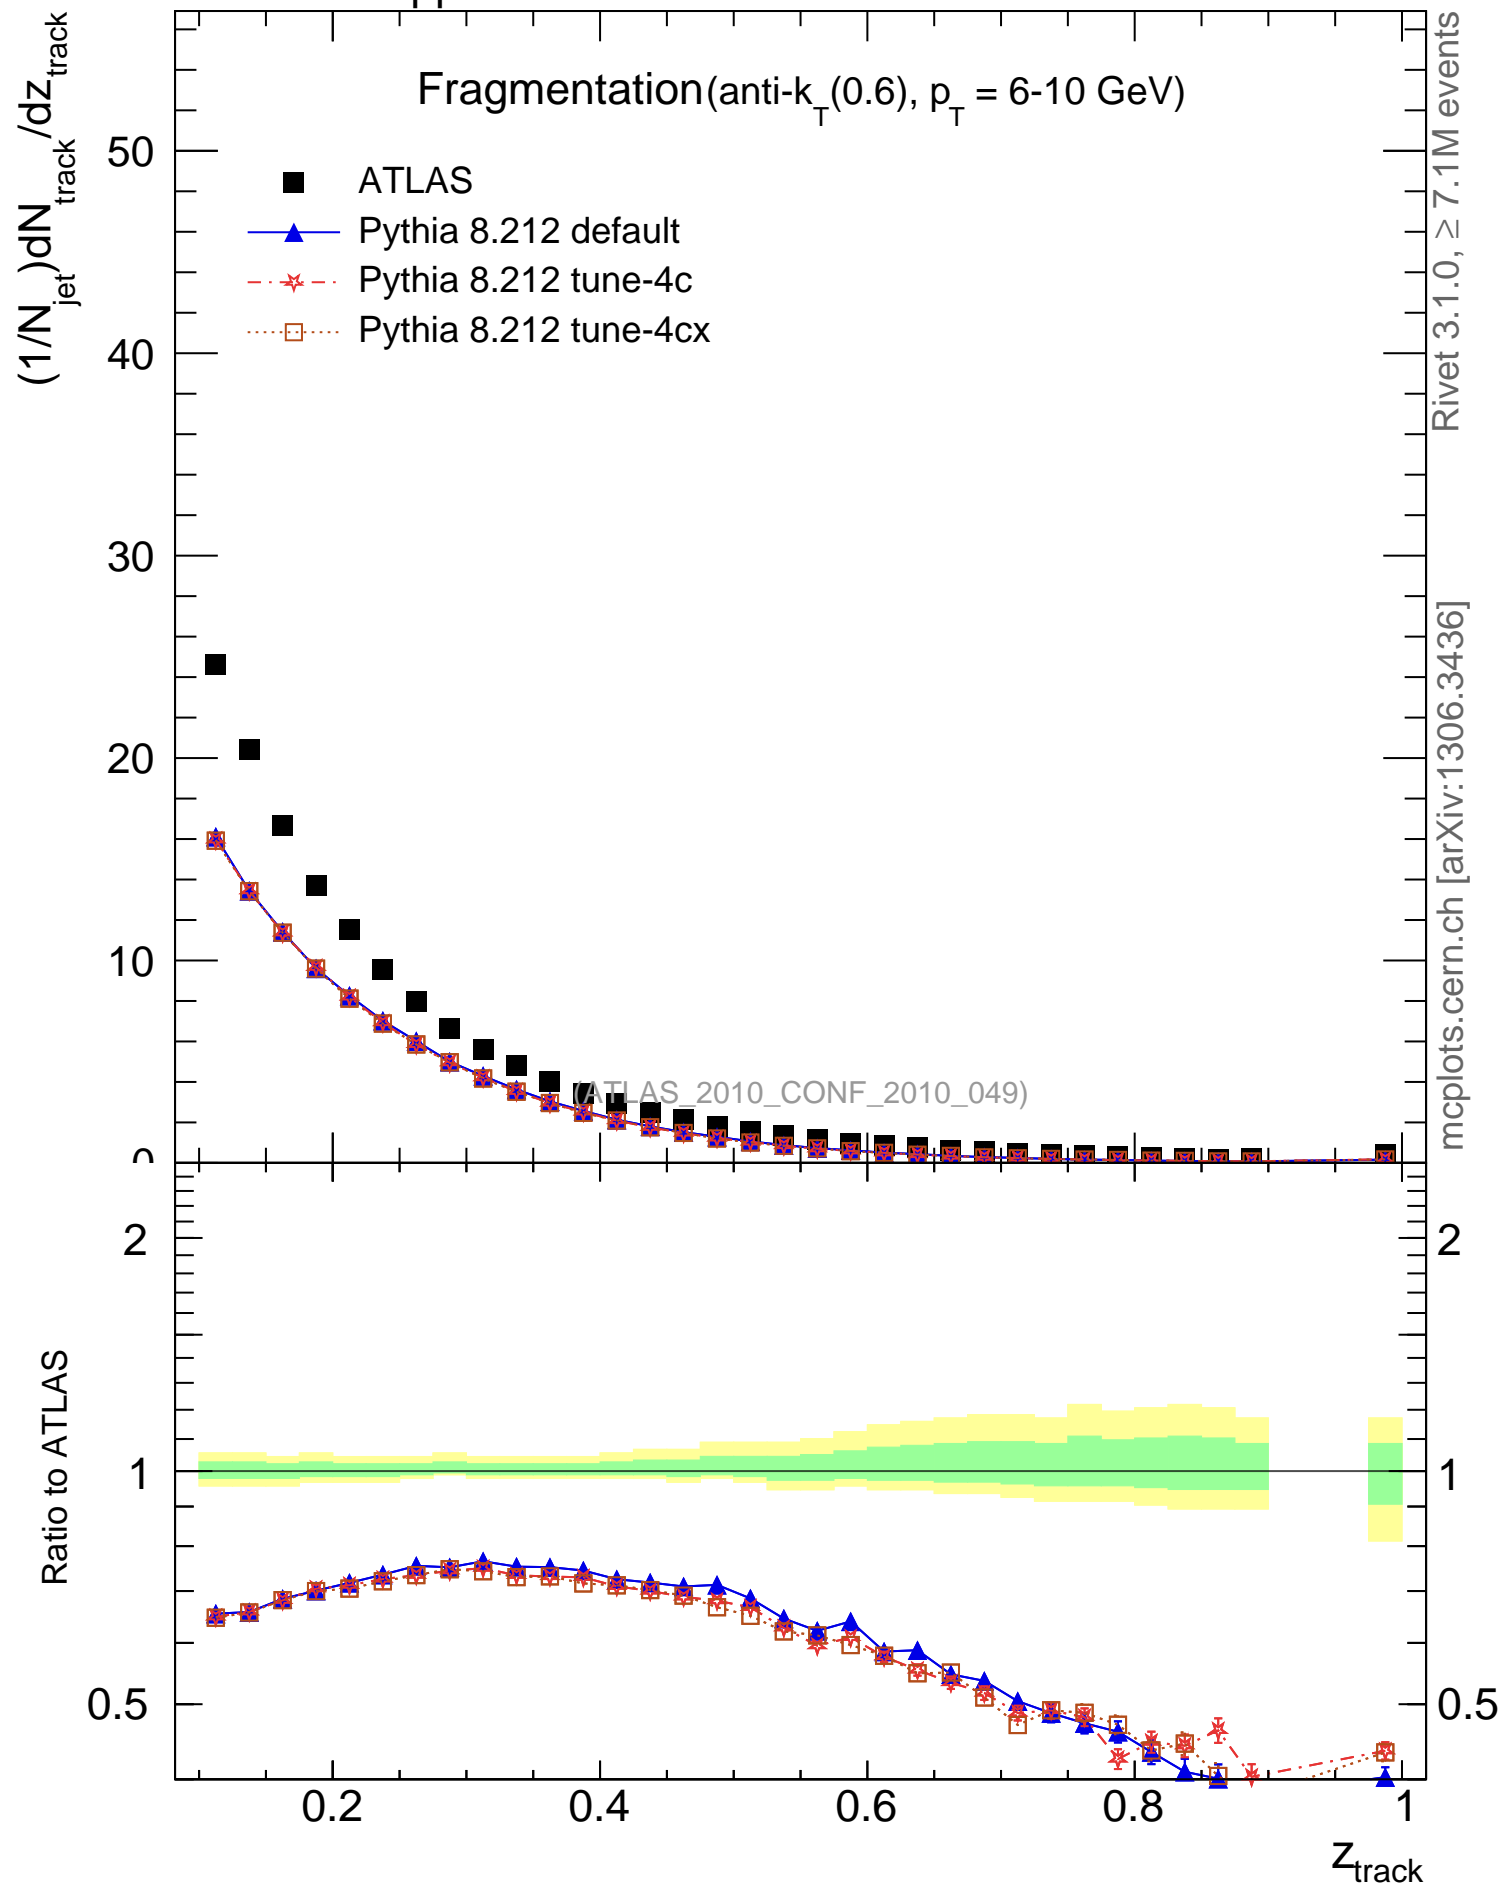 pp
(1/N_jet)dN_track/dz_track
Fragmentation (anti-k_T(0.6), p_T = 6-10 GeV)
ATLAS
Pythia 8.212 default
Pythia 8.212 tune-4c
Pythia 8.212 tune-4cx
50
40
30
20
10
0
(ATLAS_2010_CONF_2010_049)
Rivet 3.1.0, ≥ 7.1M events
mcplots.cern.ch [arXiv:1306.3436]
Ratio to ATLAS
2
1
0.5
2
1
0.5
0.2
0.4
0.6
0.8
1
z_track